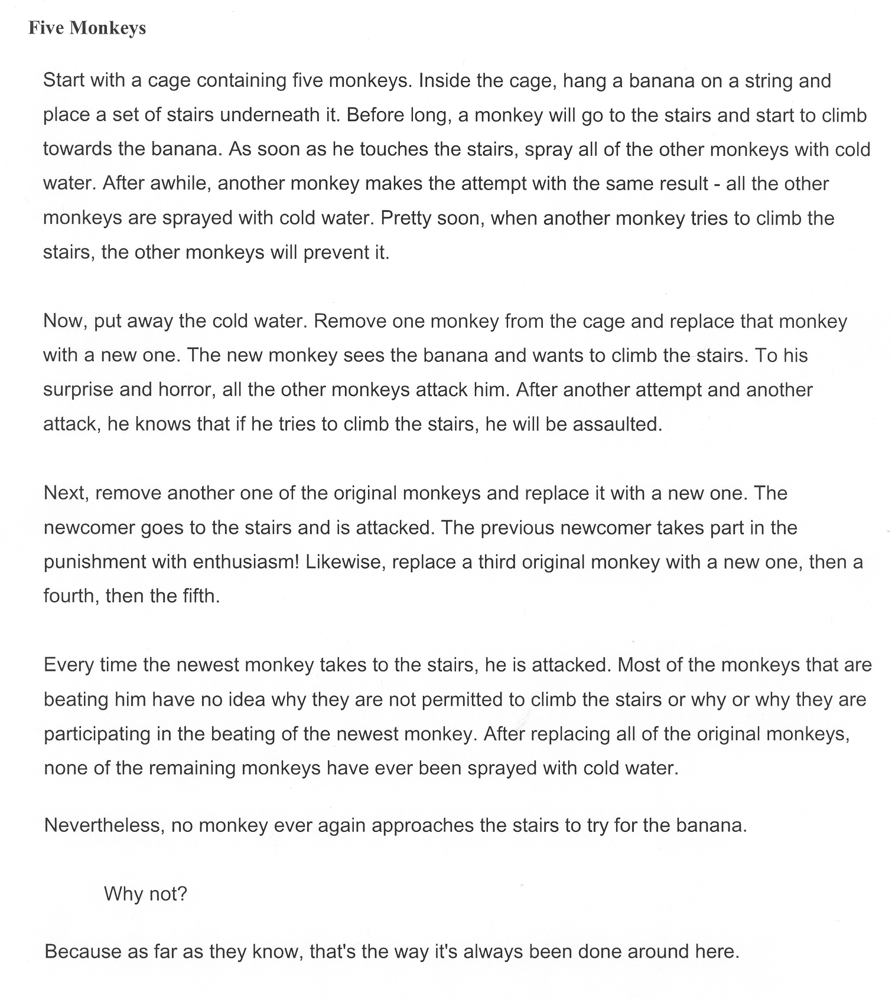 Five Monkeys
Start with a cage containing five monkeys. Inside the cage, hang a banana on a string and
place a set of stairs underneath it. Before long, a monkey will go to the stairs and start to climb
towards the banana. As soon as he touches the stairs, spray all of the other monkeys with cold
water. After awhile, another monkey makes the attempt with the same result - all the other
monkeys are sprayed with cold water. Pretty soon, when another monkey tries to climb the
stairs, the other monkeys will prevent it.
Now, put away the cold water. Remove one monkey from the cage and replace that monkey
with a new one. The new monkey sees the banana and wants to climb the stairs. To his
surprise and horror, all the other monkeys attack him. After another attempt and another
attack, he knows that if he tries to climb the stairs, he will be assaulted.
Next, remove another one of the original monkeys and replace it with a new one. The
newcomer goes to the stairs and is attacked. The previous newcomer takes part in the
punishment with enthusiasm! Likewise, replace a third original monkey with a new one, then a
fourth, then the fifth.
Every time the newest monkey takes to the stairs, he is attacked. Most of the monkeys that are
beating him have no idea why they are not permitted to climb the stairs or why or why they are
participating in the beating of the newest monkey. After replacing all of the original monkeys,
none of the remaining monkeys have ever been sprayed with cold water.
Nevertheless, no monkey ever again approaches the stairs to try for the banana.
Why not?
Because as far as they know, that's the way it's always been done around here.